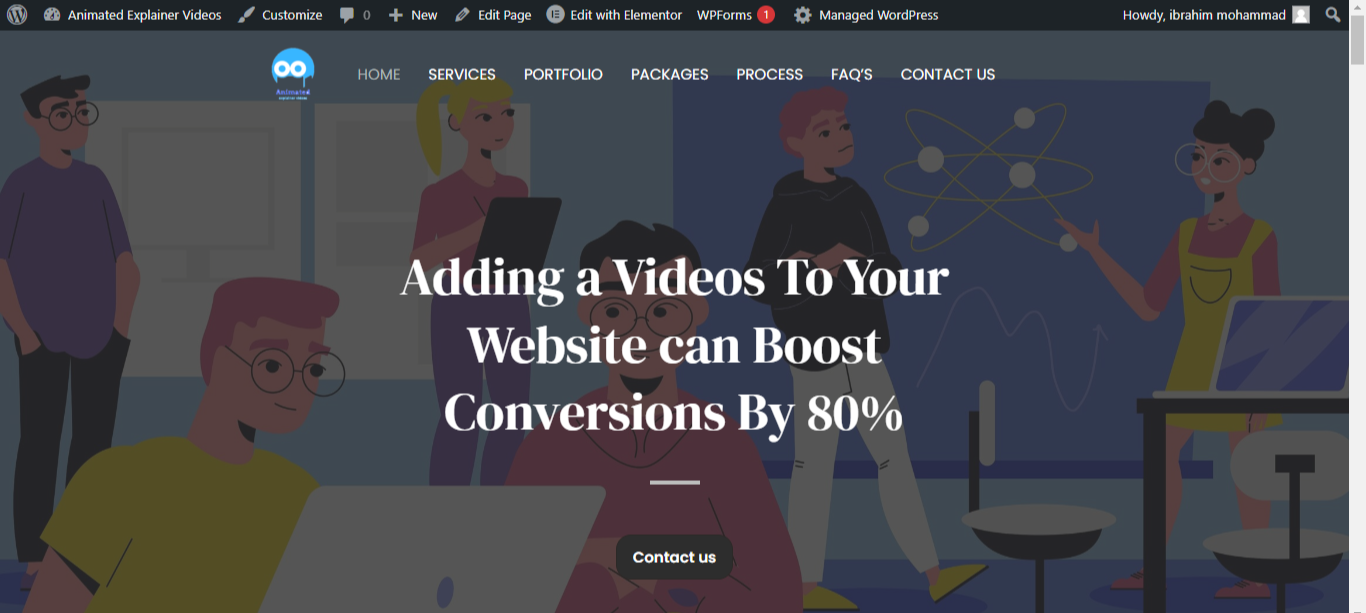 Animated Explainer Videos Customize 0 New Edit Page Edit with Elementor WPForms 1 Managed WordPress Howdy, ibrahim mohammad
HOME SERVICES PORTFOLIO PACKAGES PROCESS FAQ'S CONTACT US
Animated
explainer videos
Adding a Videos To Your
Website can Boost
Conversions By 80%
Contact us